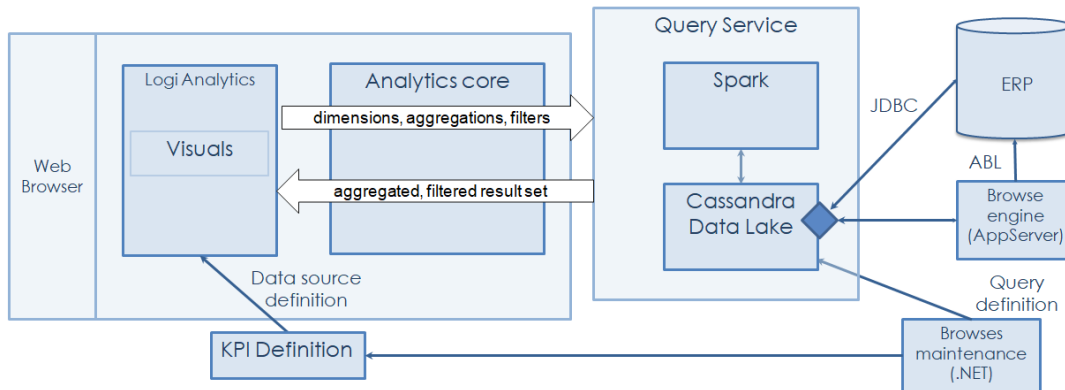 Query Service
Logi Analytics
Analytics core
Spark
ERP
JDBC
dimensions, aggregations, filters
Visuals
Web
Browser
ABL
aggregated, filtered result set
Cassandra
Data Lake
Browse
engine
(AppServer)
Data source
definition
Query
definition
KPI Definition
Browses
maintenance
(.NET)